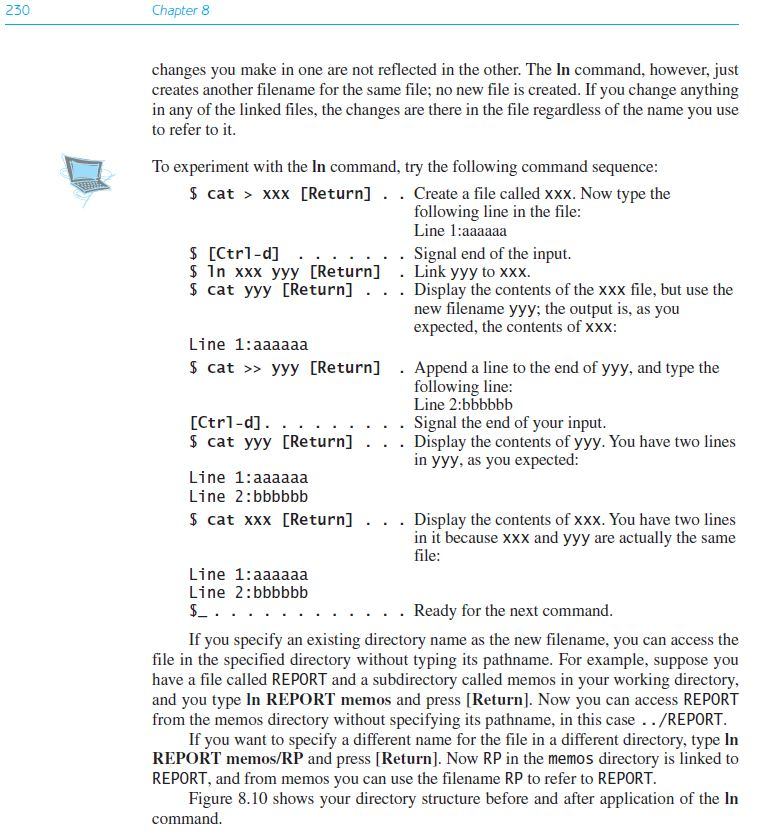 230 Chapter 8
changes you make in one are not reflected in the other. The ln command, however, just
creates another filename for the same file; no new file is created. If you change anything
in any of the linked files, the changes are there in the file regardless of the name you use
to refer to it.
To experiment with the ln command, try the following command sequence:
$ cat > xxx [Return] . . Create a file called xxx. Now type the
following line in the file:
Line 1:aaaaaa
$ [Ctrl-d] . . . . . . . Signal end of the input.
$ ln xxx yyy [Return] . Link yyy to xxx.
$ cat yyy [Return] . . . Display the contents of the xxx file, but use the
new filename yyy; the output is, as you
expected, the contents of xxx:
Line 1:aaaaaa
$ cat >> yyy [Return] . Append a line to the end of yyy, and type the
following line:
Line 2:bbbbbb
[Ctrl-d]. . . . . . . . . Signal the end of your input.
$ cat yyy [Return] . . . Display the contents of yyy. You have two lines
in yyy, as you expected:
Line 1:aaaaaa
Line 2:bbbbbb
$ cat xxx [Return] . . . Display the contents of xxx. You have two lines
in it because xxx and yyy are actually the same
file:
Line 1:aaaaaa
Line 2:bbbbbb
$_ . . . . . . . . . . . . Ready for the next command.
If you specify an existing directory name as the new filename, you can access the
file in the specified directory without typing its pathname. For example, suppose you
have a file called REPORT and a subdirectory called memos in your working directory,
and you type ln REPORT memos and press [Return]. Now you can access REPORT
from the memos directory without specifying its pathname, in this case ../REPORT.
If you want to specify a different name for the file in a different directory, type ln
REPORT memos/RP and press [Return]. Now RP in the memos directory is linked to
REPORT, and from memos you can use the filename RP to refer to REPORT.
Figure 8.10 shows your directory structure before and after application of the ln
command.